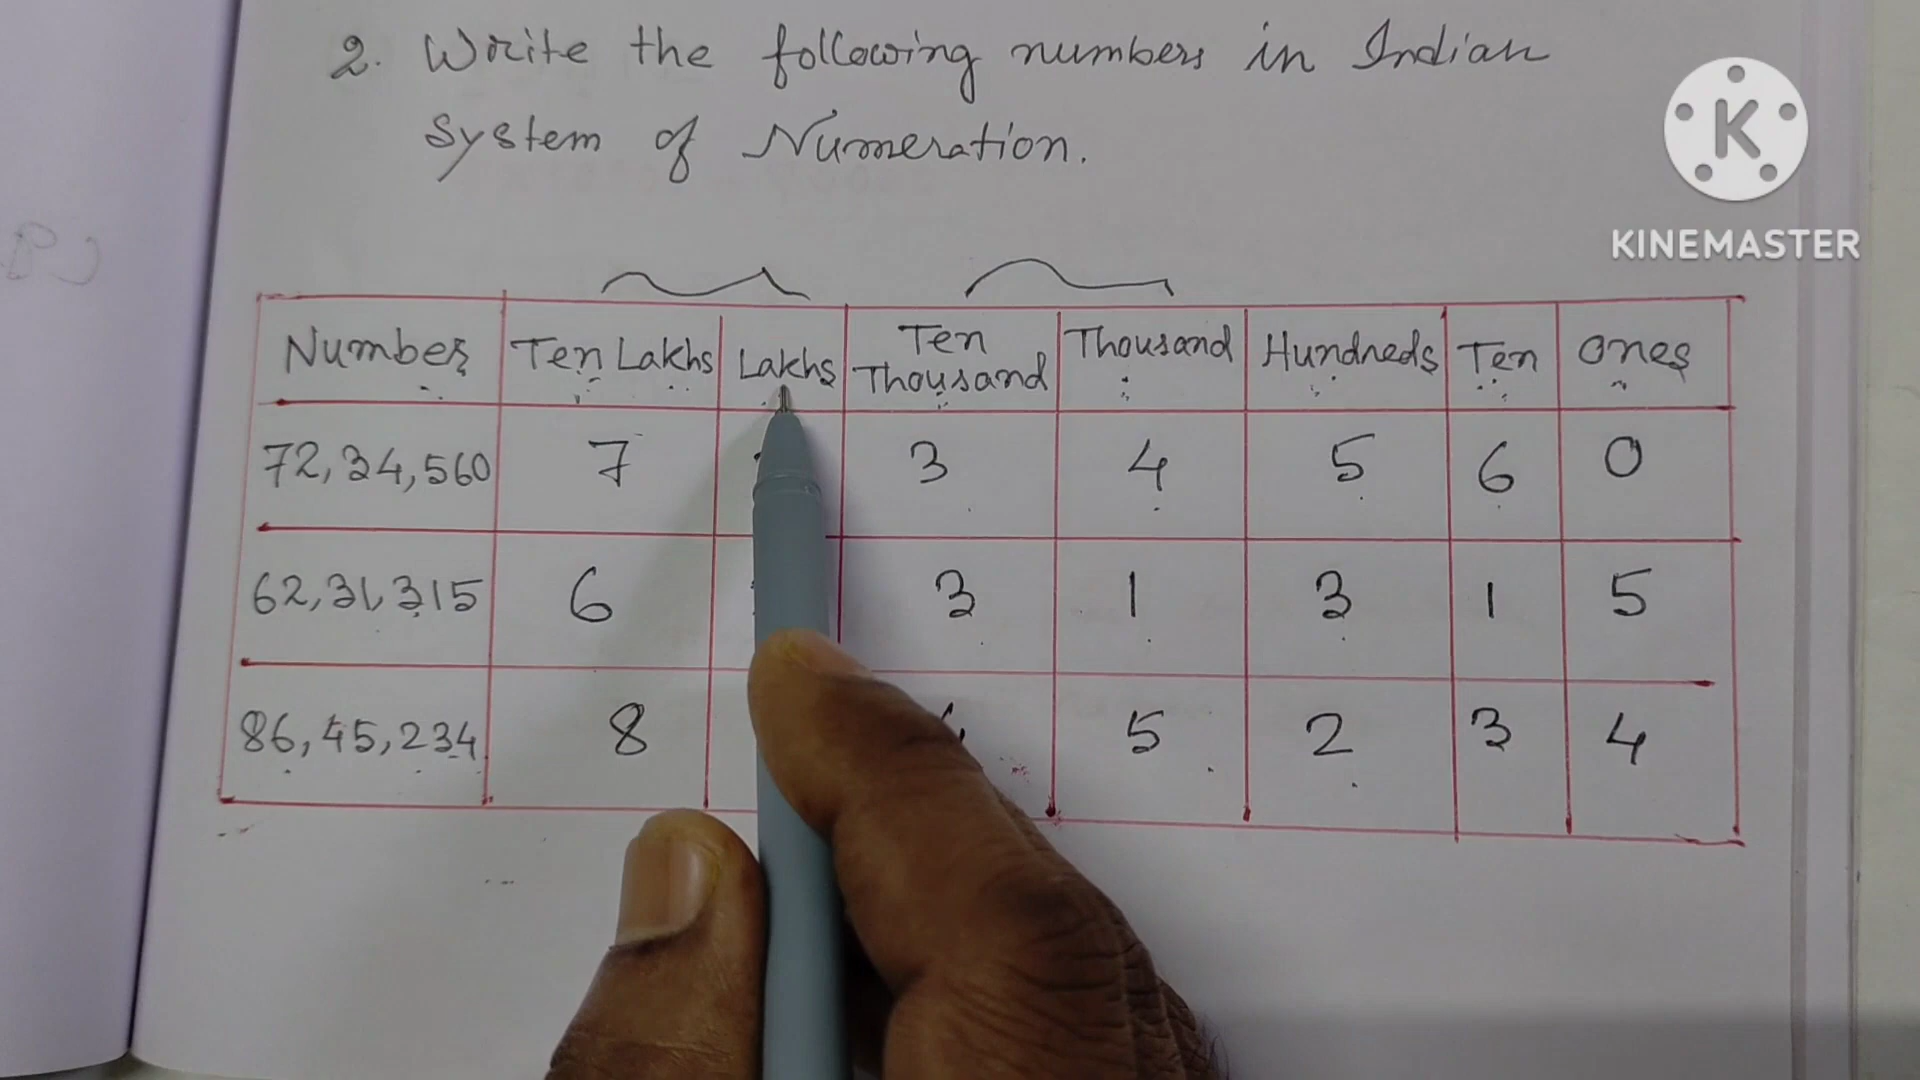 2. Write the following numbers in Indian
System of Numeration.
K
KINEMASTER
Number Ten Lakhs Lakhs Ten Thousand Thousand Hundreds Ten Ones
72,34,560 7 3 4 5 6 0
62,31,315 6 3 1 3 1 5
86,45,234 8 5 2 3 4